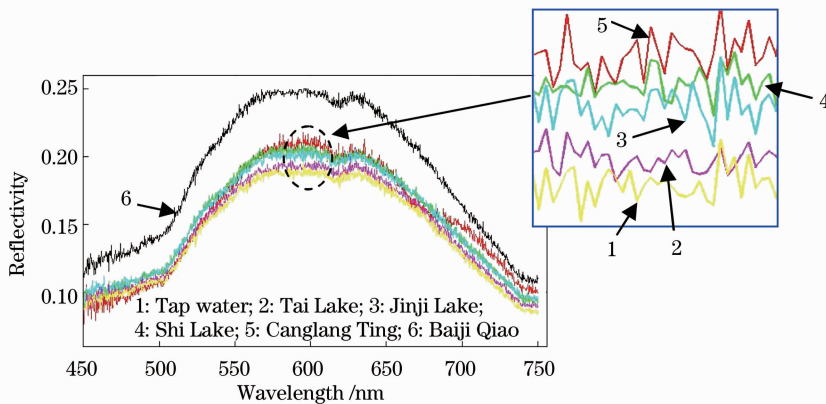 5
4
3
1
2
0.25
0.20
0.15
0.10
Reflectivity
6
1: Tap water; 2: Tai Lake; 3: Jinji Lake;
4: Shi Lake; 5: Canglang Ting; 6: Baiji Qiao
450 500 550 600 650 700 750
Wavelength /nm